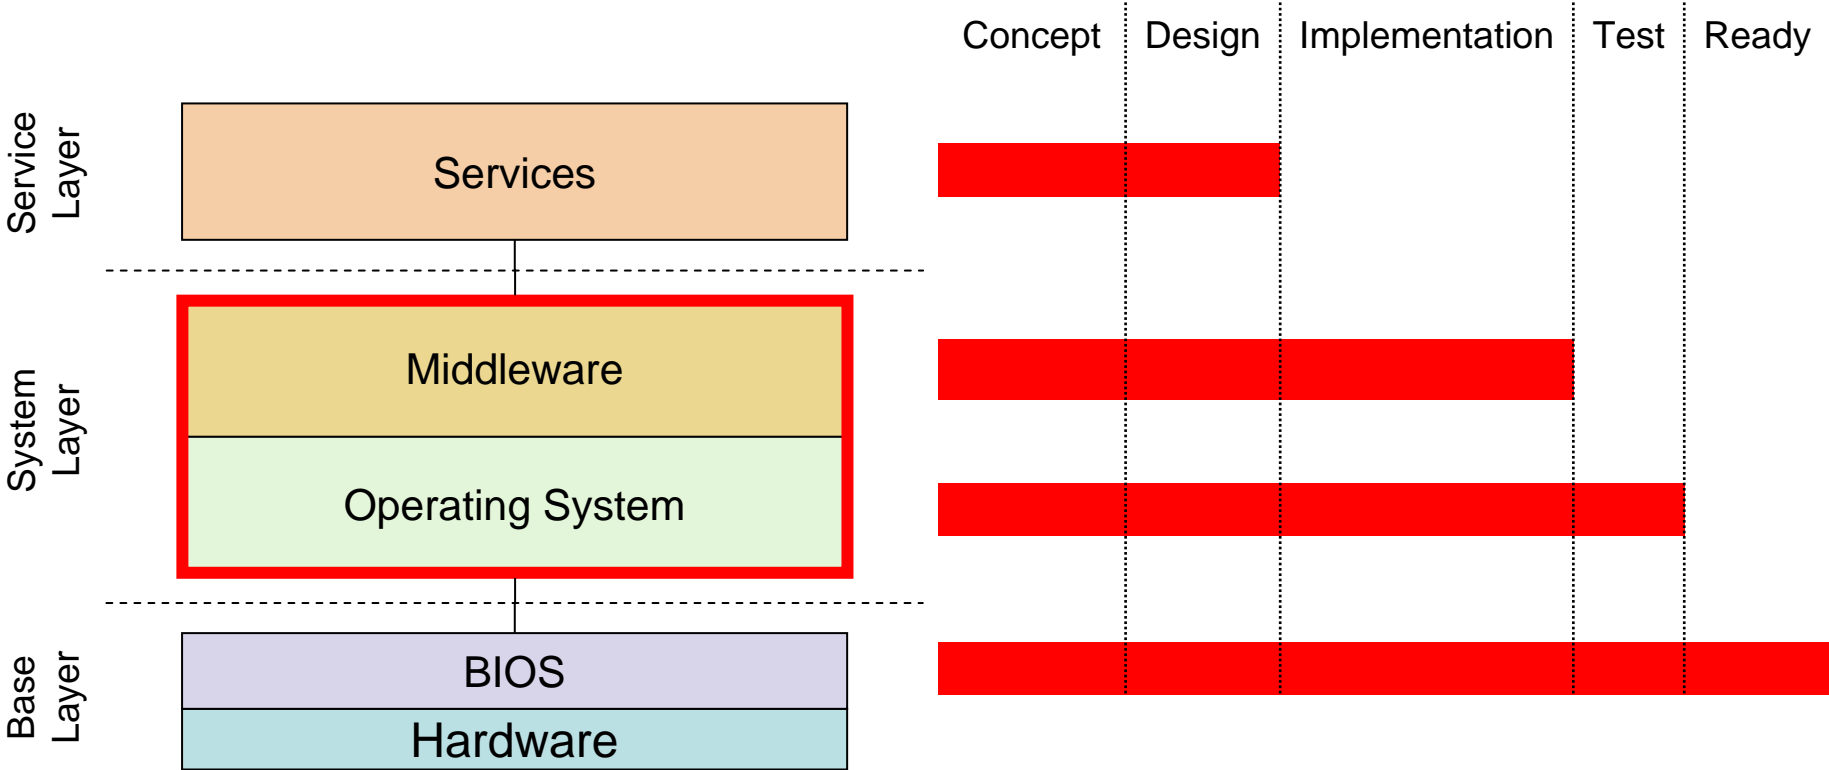 Concept Design Implementation Test Ready
Service
Layer
Services
System
Layer
Middleware
Operating System
Base
Layer
BIOS
Hardware